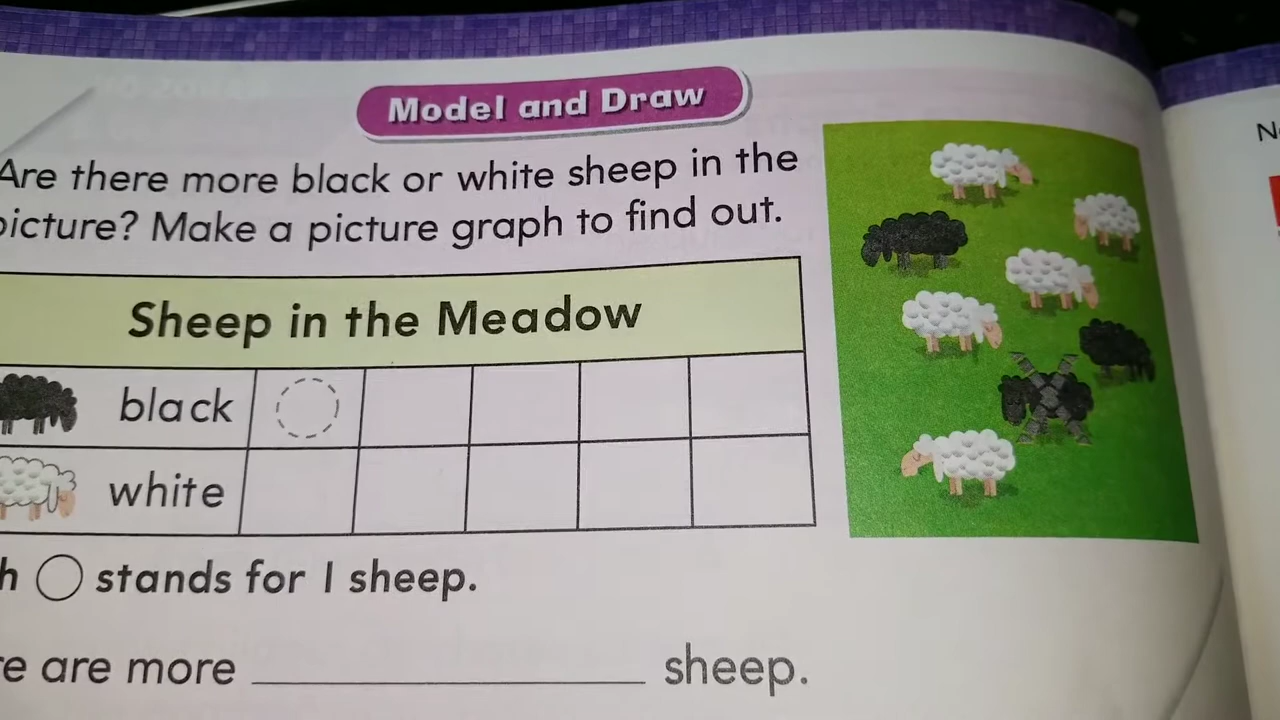 Model and Draw
Are there more black or white sheep in the
picture? Make a picture graph to find out.
Sheep in the Meadow
black
white
h ◯ stands for 1 sheep.
re are more ____________ sheep.